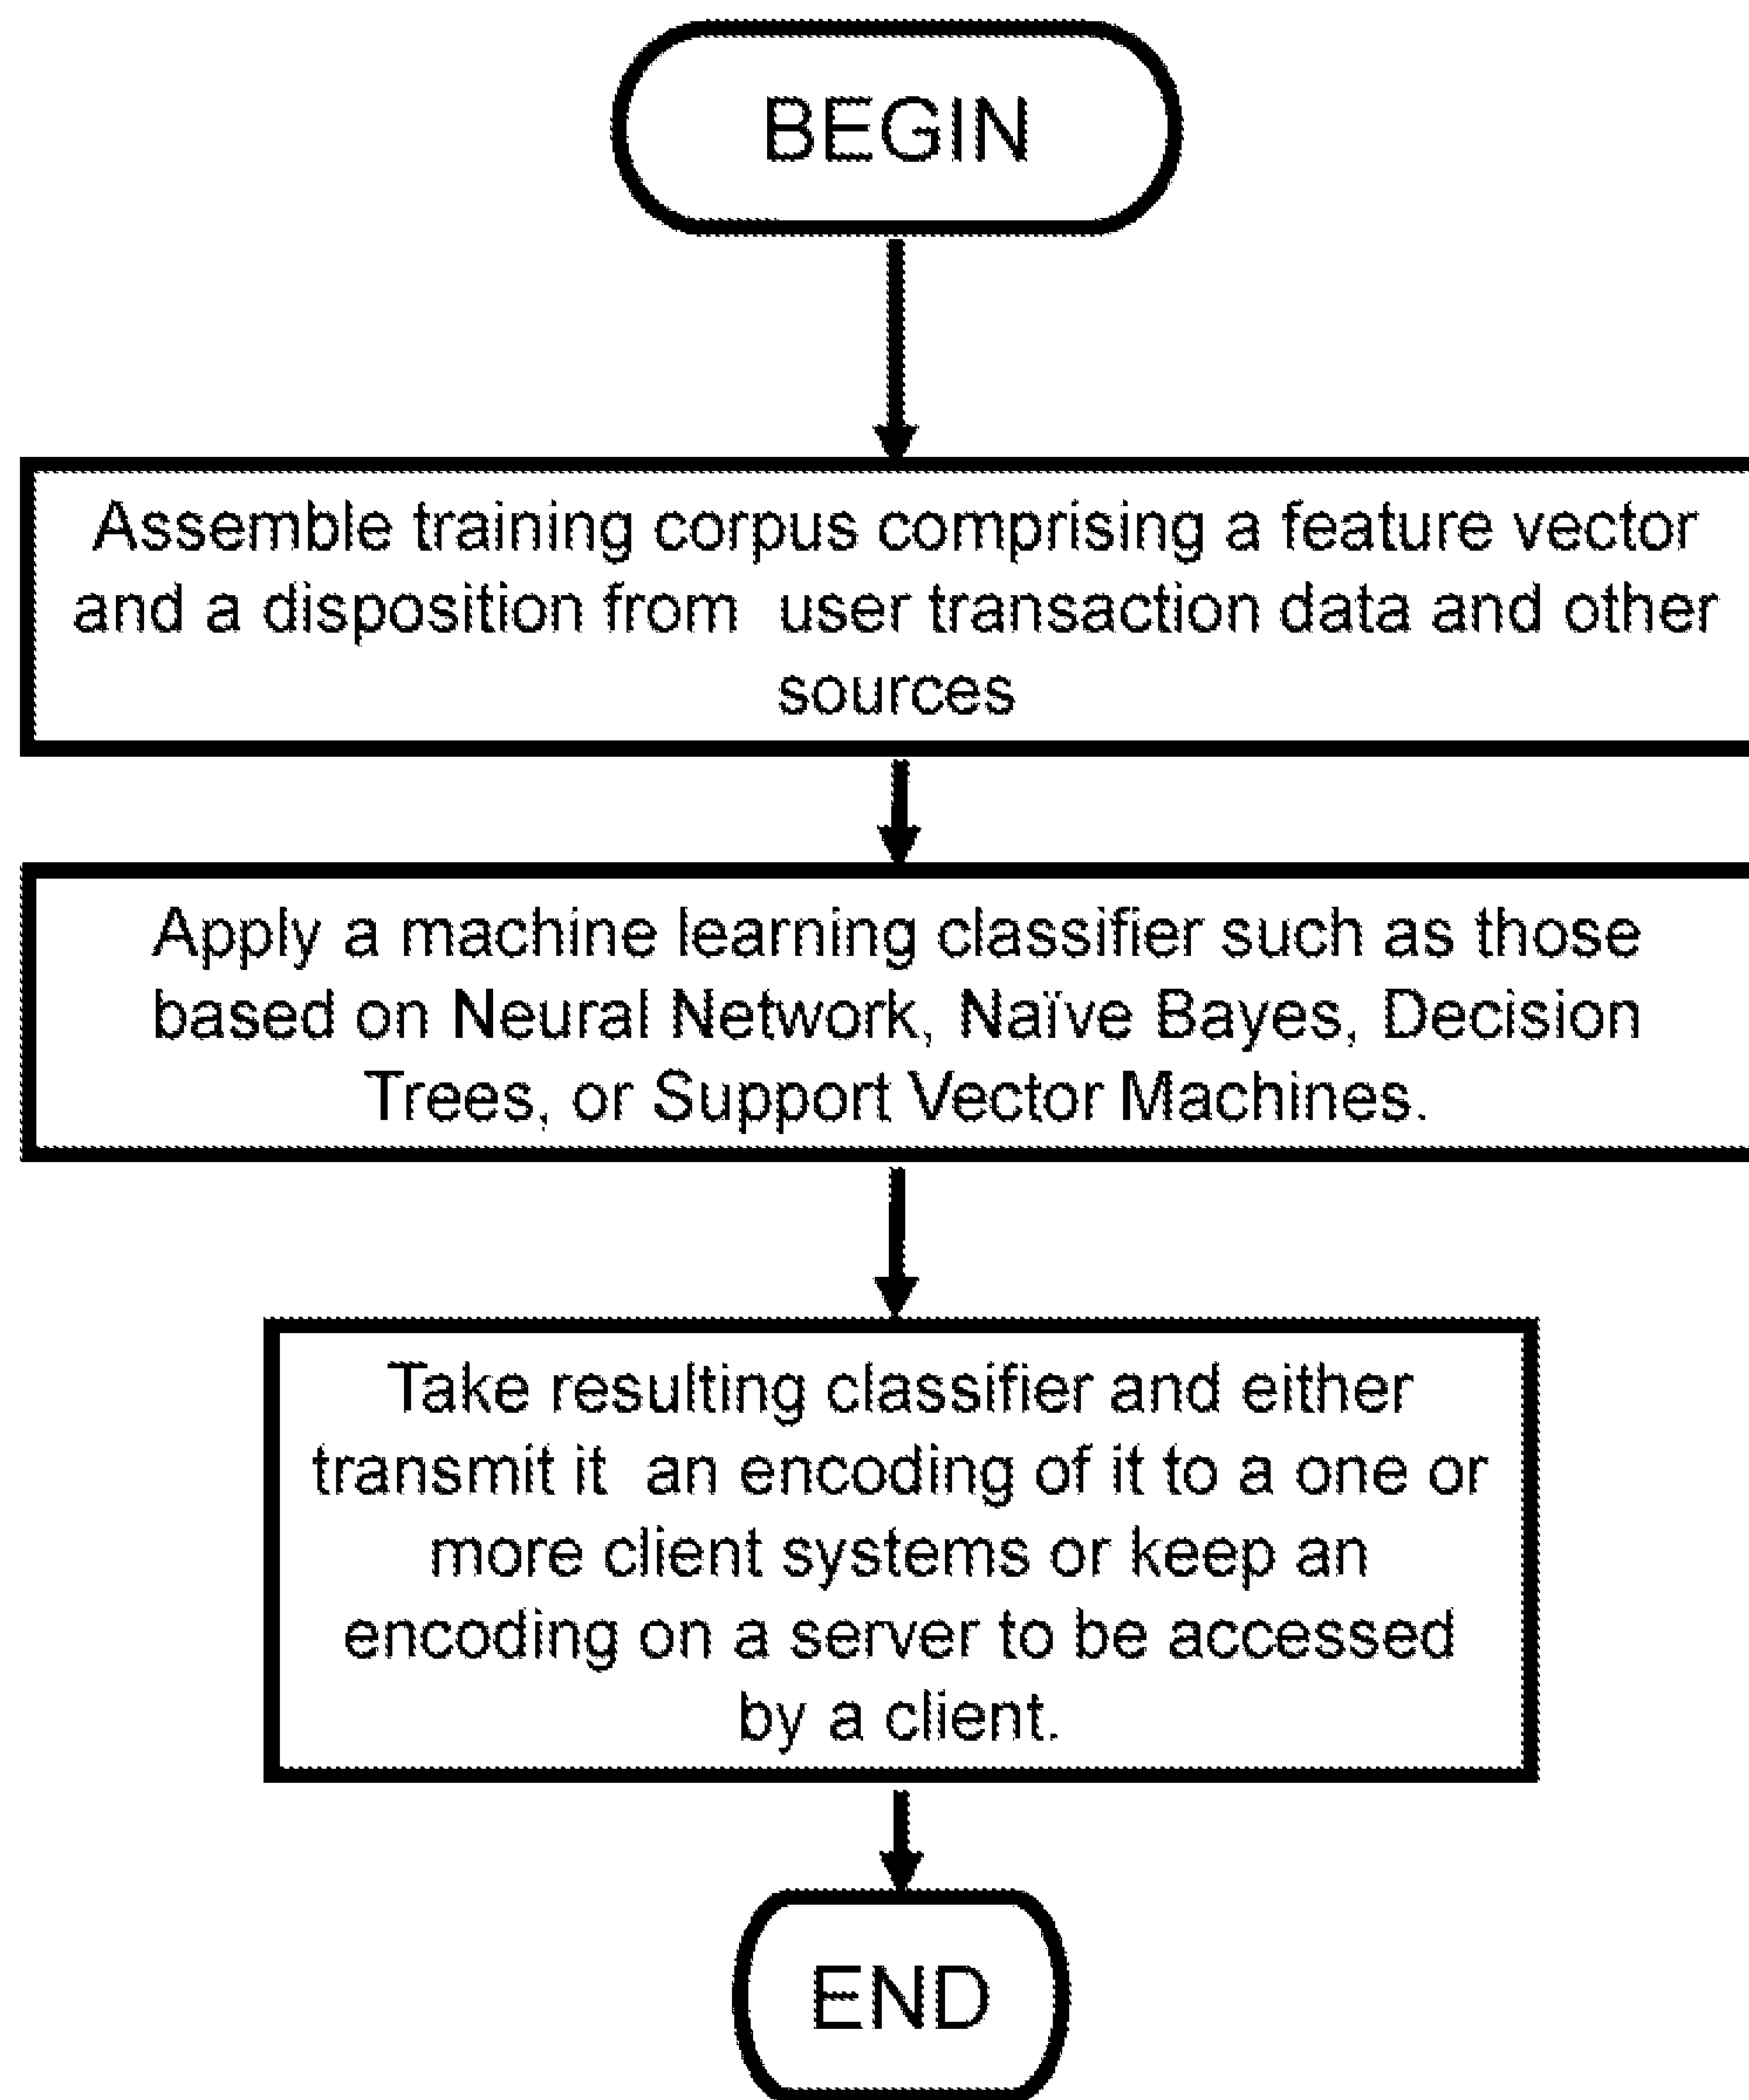 BEGIN
Assemble training corpus comprising a feature vector
and a disposition from  user transaction data and other
sources
Apply a machine learning classifier such as those
based on Neural Network, Naïve Bayes, Decision
Trees, or Support Vector Machines.
Take resulting classifier and either
transmit it  an encoding of it to a one or
more client systems or keep an
encoding on a server to be accessed
by a client.
END